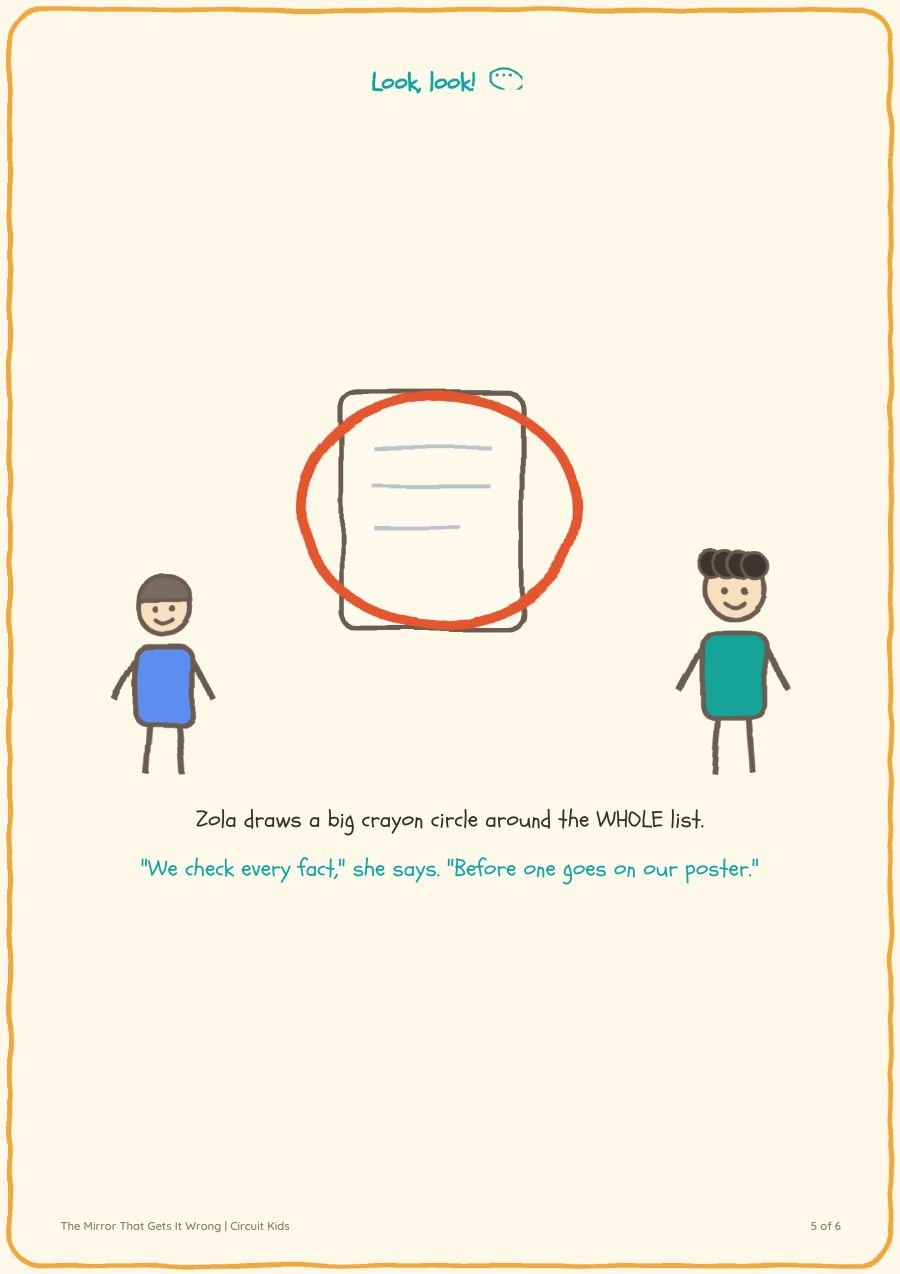 Look, look!
Zola draws a big crayon circle around the WHOLE list.
"We check every fact," she says. "Before one goes on our poster."
The Mirror That Gets It Wrong | Circuit Kids
5 of 6